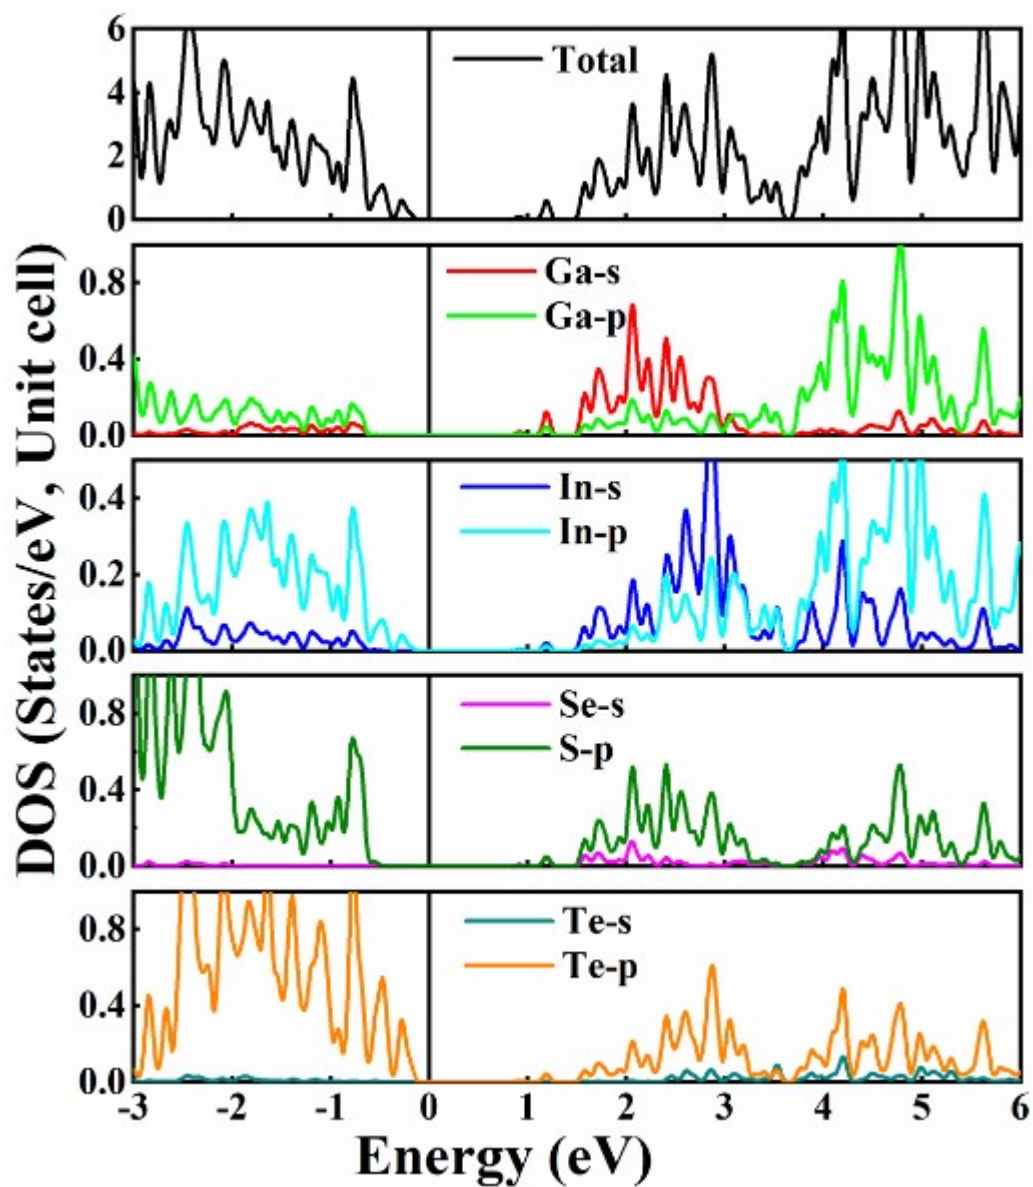 6
4
2
0
Total
DOS (States/eV, Unit cell)
0.8
0.4
0.0
Ga-s
Ga-p
0.4
0.2
0.0
In-s
In-p
0.8
0.4
0.0
Se-s
S-p
0.8
0.4
0.0
Te-s
Te-p
-3 -2 -1 0 1 2 3 4 5 6
Energy (eV)